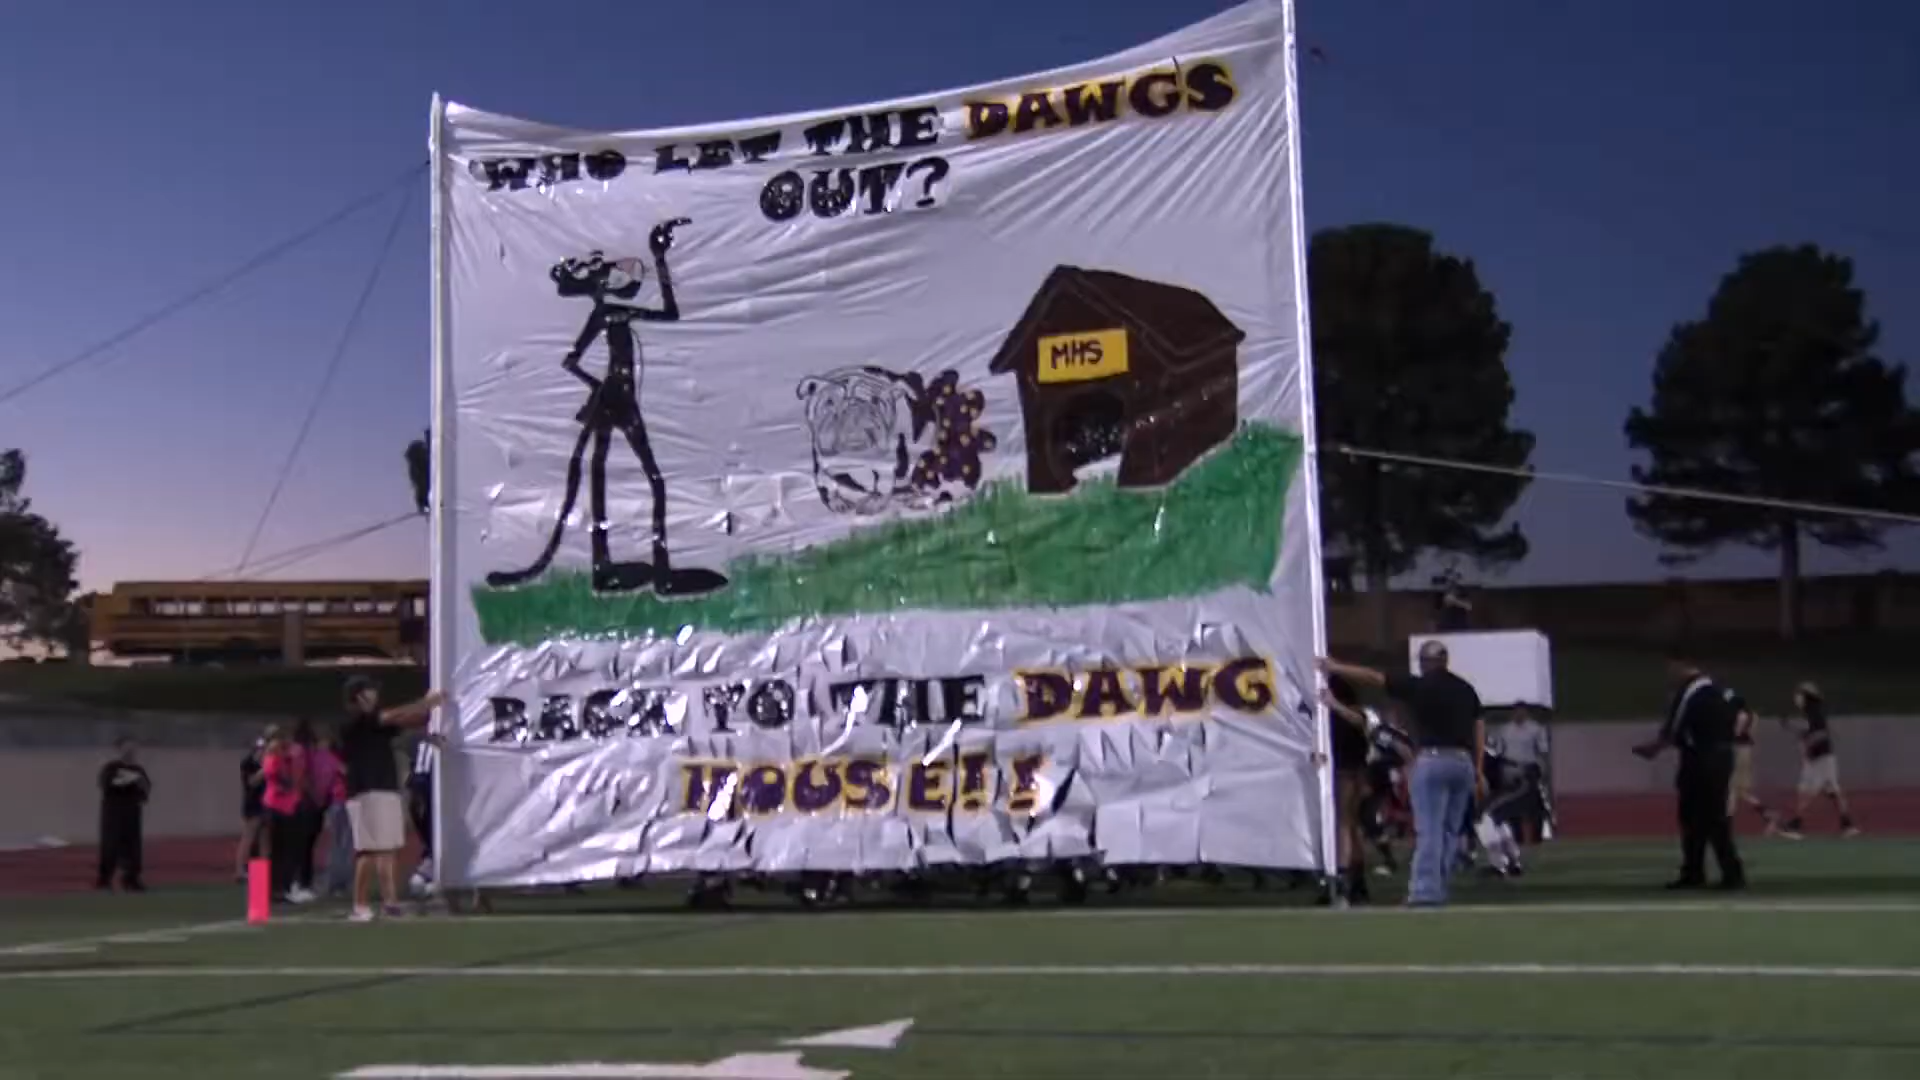 WHO LET THE DAWGS
OUT?
MHS
BACK TO THE DAWG
HOUSE!!